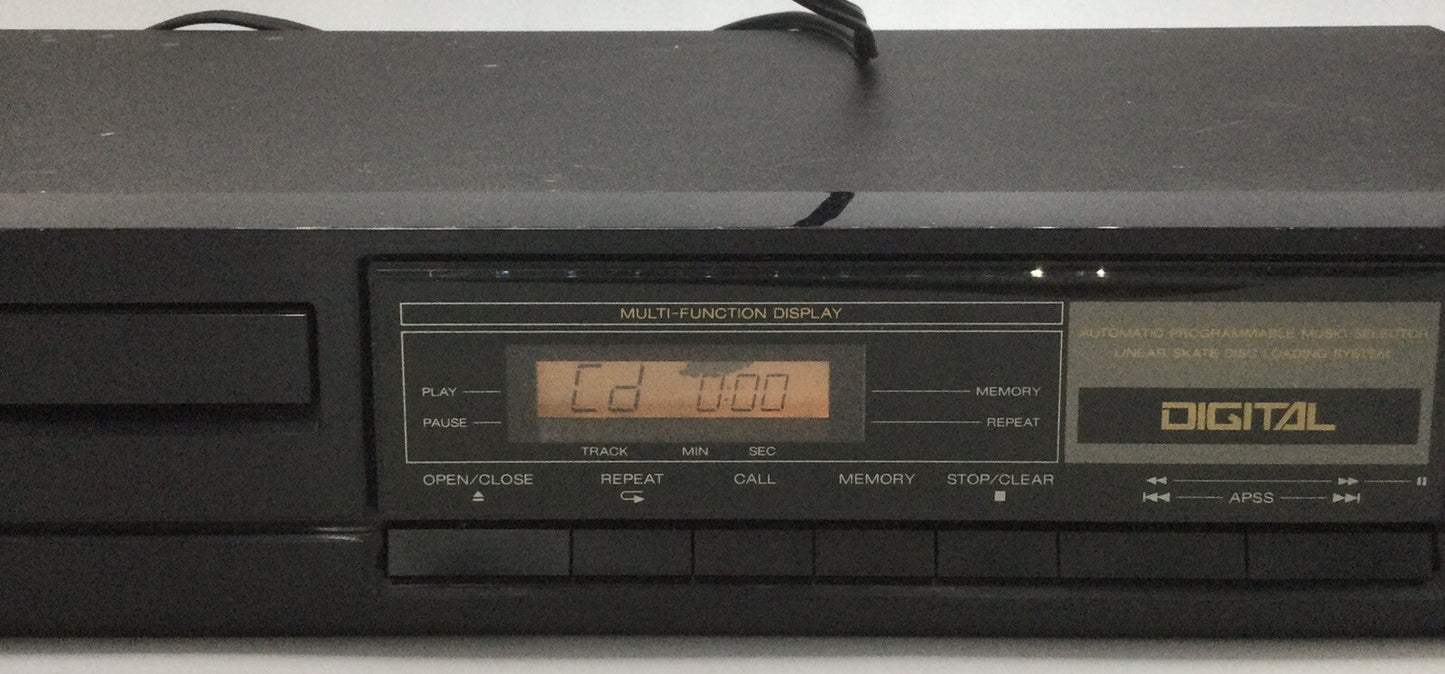 MULTI-FUNCTION DISPLAY
AUTOMATIC PROGRAMMABLE MUSIC SELECTOR
LINEAR SKATE DISC LOADING SYSTEM
PLAY
Cd 0:00
MEMORY
PAUSE
REPEAT
DIGITAL
TRACK MIN SEC
OPEN/CLOSE REPEAT CALL MEMORY STOP/CLEAR
APSS